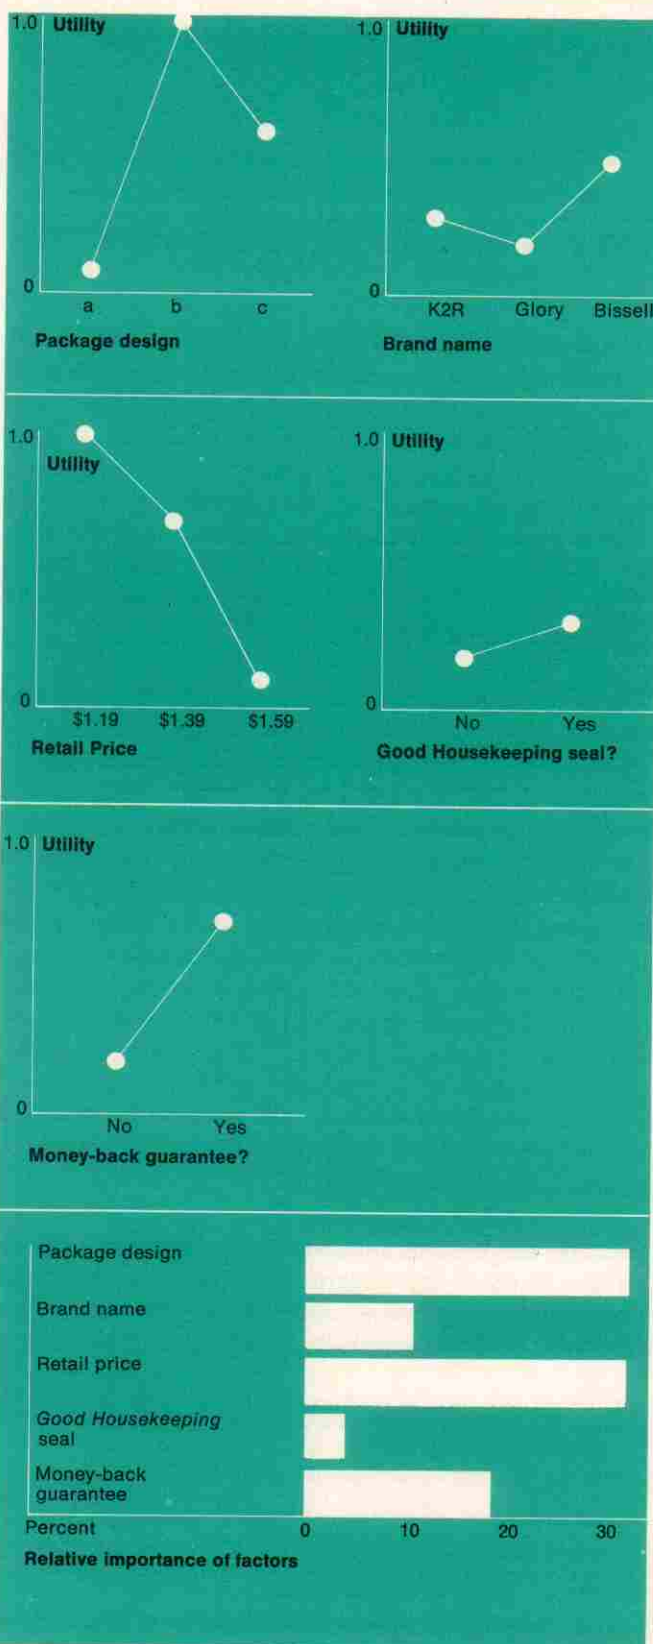 1.0 Utility
0
a b c
Package design
1.0 Utility
0
K2R Glory Bissell
Brand name
1.0
Utility
0
$1.19 $1.39 $1.59
Retail Price
1.0 Utility
0
No Yes
Good Housekeeping seal?
1.0 Utility
0
No Yes
Money-back guarantee?
Package design
Brand name
Retail price
Good Housekeeping
seal
Money-back
guarantee
Percent 0 10 20 30
Relative importance of factors